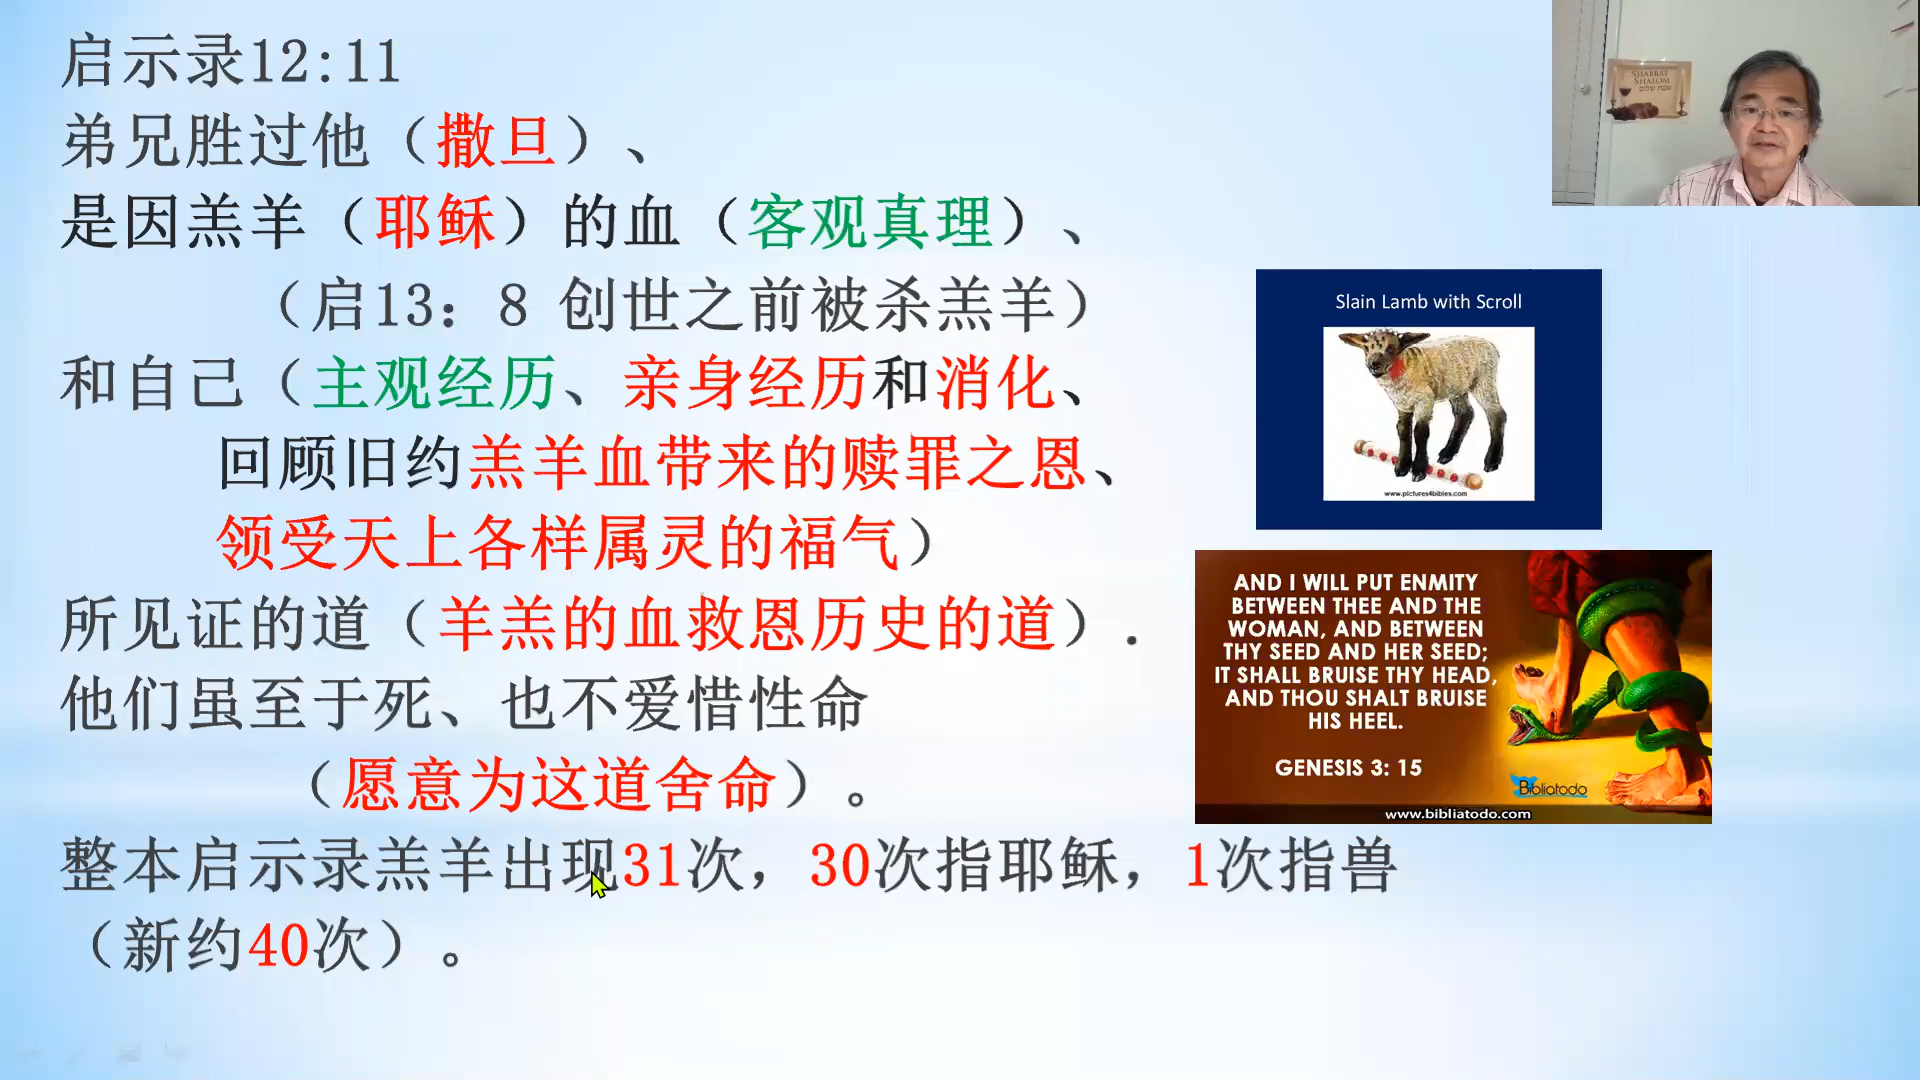 启示录12:11
弟兄胜过他（撒旦）、
是因羔羊（耶稣）的血（客观真理）、
（启13：8 创世之前被杀羔羊）
和自己（主观经历、亲身经历和消化、
回顾旧约羔羊血带来的赎罪之恩、
领受天上各样属灵的福气）
所见证的道（羊羔的血救恩历史的道）．
他们虽至于死、也不爱惜性命
（愿意为这道舍命）。
整本启示录羔羊出现31次，30次指耶稣，1次指兽
（新约40次）。
SHABBAT
SHALOM
שבת שלום
Slain Lamb with Scroll
www.pictures4bibles.com
AND I WILL PUT ENMITY
BETWEEN THEE AND THE
WOMAN, AND BETWEEN
THY SEED AND HER SEED;
IT SHALL BRUISE THY HEAD,
AND THOU SHALT BRUISE
HIS HEEL.
GENESIS 3: 15
Bibliatodo
www.bibliatodo.com